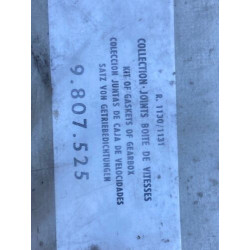 R. 1130/1131
COLLECTION-JOINTS BOITE DE VITESSES
KIT OF GASKETS OF GEARBOX
COLECCION JUNTAS DE CAJA DE VELOCIDADES
SATZ VON GETRIEBEDICHTUNGEN
9.807.525